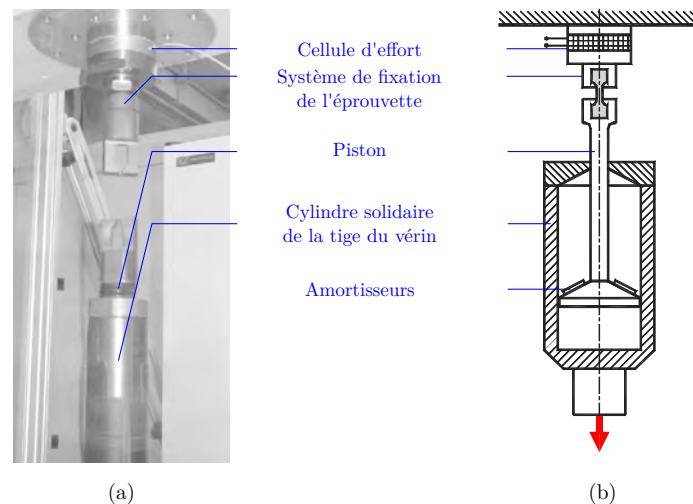 Cellule d'effort
Système de fixation
de l'éprouvette
Piston
Cylindre solidaire
de la tige du vérin
Amortisseurs
(a)
(b)